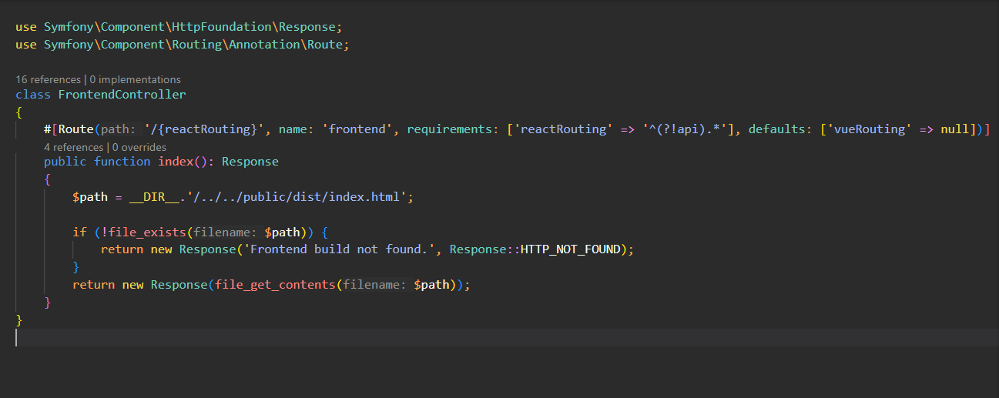 use Symfony\Component\HttpFoundation\Response;
use Symfony\Component\Routing\Annotation\Route;
16 references | 0 implementations
class FrontendController
{
#[Route(path: '/{reactRouting}', name: 'frontend', requirements: ['reactRouting' => '^(?!api).*'], defaults: ['vueRouting' => null])]
4 references | 0 overrides
public function index(): Response
{
$path = __DIR__.'/../../public/dist/index.html';
if (!file_exists(filename: $path)) {
return new Response('Frontend build not found.', Response::HTTP_NOT_FOUND);
}
return new Response(file_get_contents(filename: $path));
}
}